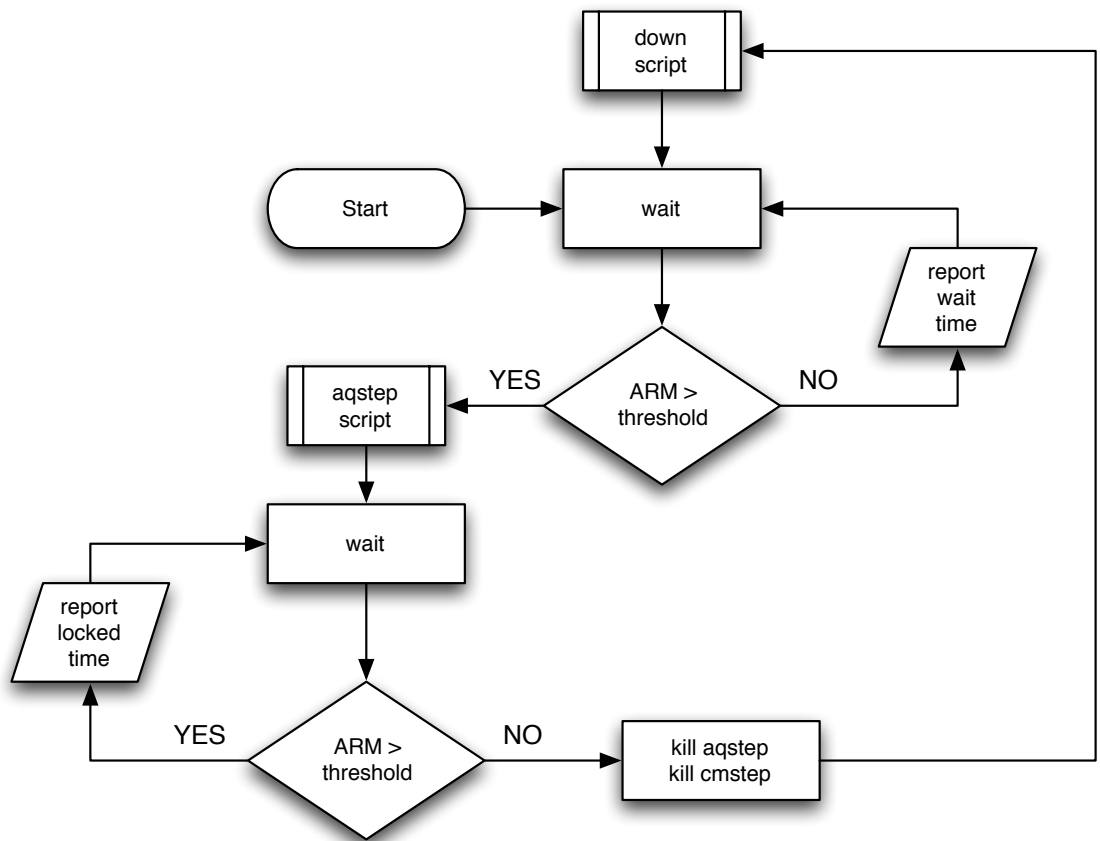 down
script
Start
wait
report
wait
time
YES
ARM >
threshold
NO
aqstep
script
wait
report
locked
time
YES
ARM >
threshold
NO
kill aqstep
kill cmstep